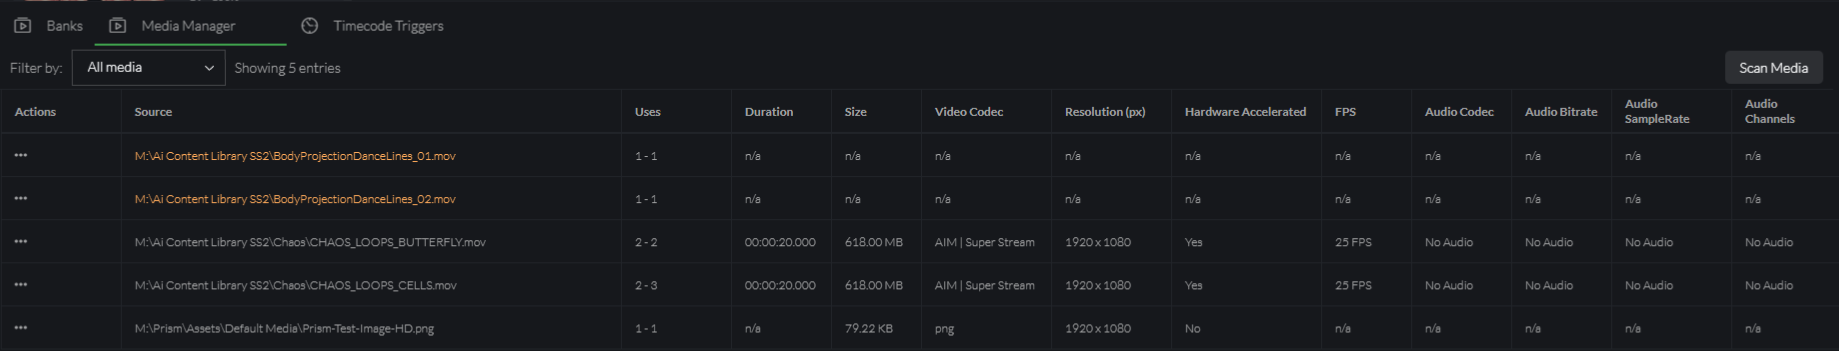 Banks Media Manager Timecode Triggers
Filter by: All media Showing 5 entries Scan Media
Actions Source Uses Duration Size Video Codec Resolution (px) Hardware Accelerated FPS Audio Codec Audio Bitrate Audio SampleRate Audio Channels
••• M:\Ai Content Library SS2\BodyProjectionDanceLines_01.mov 1 - 1 n/a n/a n/a n/a n/a n/a n/a n/a n/a n/a
••• M:\Ai Content Library SS2\BodyProjectionDanceLines_02.mov 1 - 1 n/a n/a n/a n/a n/a n/a n/a n/a n/a n/a
••• M:\Ai Content Library SS2\Chaos\CHAOS_LOOPS_BUTTERFLY.mov 2 - 2 00:00:20.000 618.00 MB AIM | Super Stream 1920 x 1080 Yes 25 FPS No Audio No Audio No Audio No Audio
••• M:\Ai Content Library SS2\Chaos\CHAOS_LOOPS_CELLS.mov 2 - 3 00:00:20.000 618.00 MB AIM | Super Stream 1920 x 1080 Yes 25 FPS No Audio No Audio No Audio No Audio
••• M:\Prism\Assets\Default Media\Prism-Test-Image-HD.png 1 - 1 n/a 79.22 KB png 1920 x 1080 No n/a n/a n/a n/a n/a